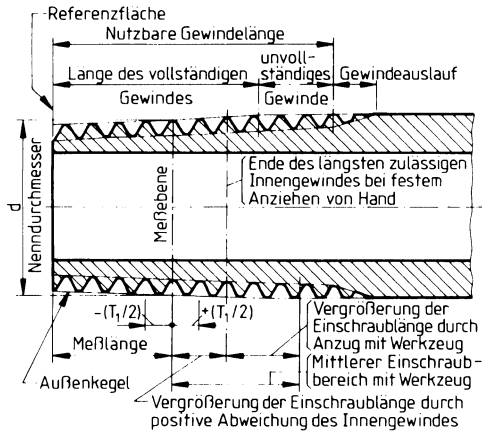 Referenzfläche
Nutzbare Gewindelänge
Länge des vollständigen
Gewindes
unvoll-
ständiges
Gewinde
Gewindeauslauf
Nenndurchmesser
d
Meßebene
Ende des längsten zulässigen
Innengewindes bei festem
Anziehen von Hand
-(T₁/2)
+(T₁/2)
Meßlänge
Außenkegel
Vergrößerung der
Einschraublänge durch
Anzug mit Werkzeug
Mittlerer Einschraub-
bereich mit Werkzeug
Vergrößerung der Einschraublänge durch
positive Abweichung des Innengewindes